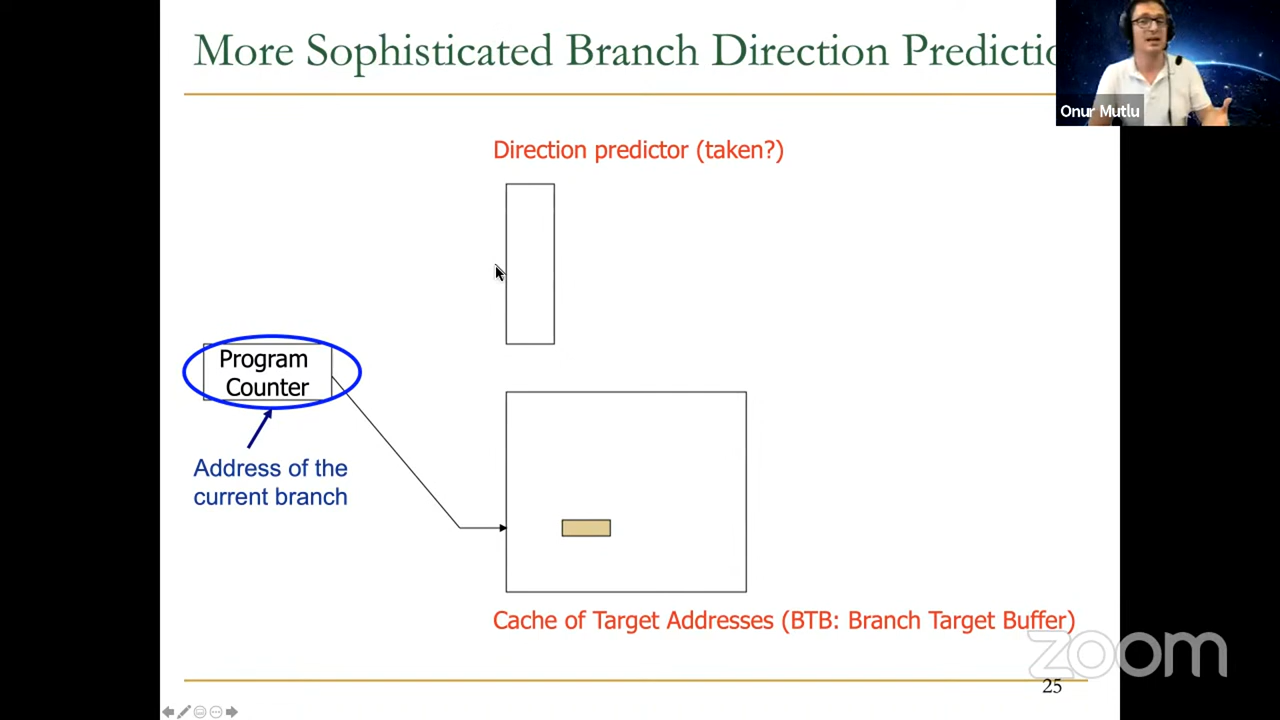 More Sophisticated Branch Direction Predictio
Onur Mutlu
Direction predictor (taken?)
Program
Counter
Address of the
current branch
Cache of Target Addresses (BTB: Branch Target Buffer)
zoom
25